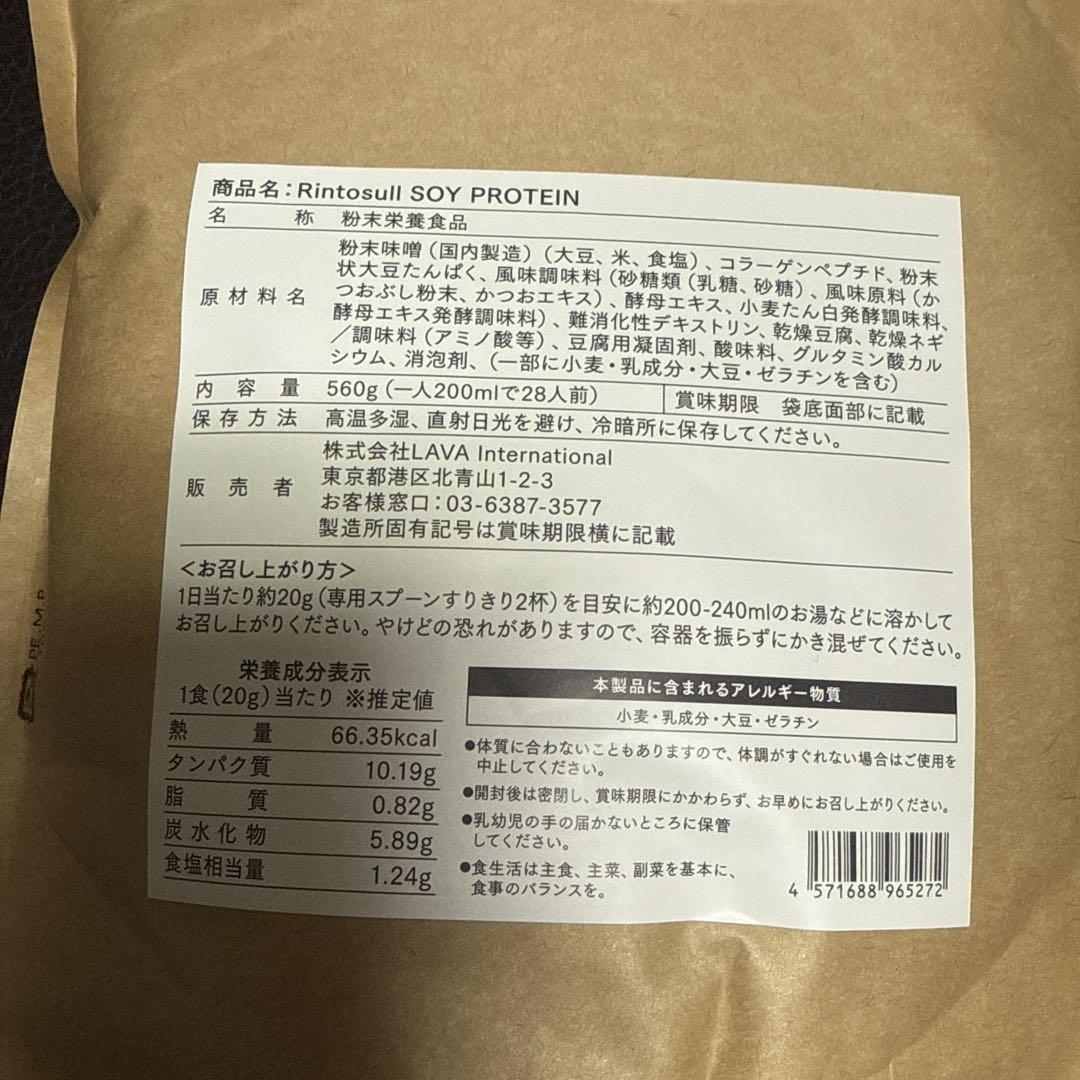 商品名：Rintosull SOY PROTEIN
名称 粉末栄養食品
原材料名 粉末味噌（国内製造）（大豆、米、食塩）、コラーゲンペプチド、粉末
状大豆たんぱく、風味調味料（砂糖類（乳糖、砂糖）、風味原料（か
つおぶし粉末、かつおエキス）、酵母エキス、小麦たん白発酵調味料、
酵母エキス発酵調味料）、難消化性デキストリン、乾燥豆腐、乾燥ネギ
／調味料（アミノ酸等）、豆腐用凝固剤、酸味料、グルタミン酸カル
シウム、消泡剤、（一部に小麦・乳成分・大豆・ゼラチンを含む）
内容量 560g（一人200mlで28人前） 賞味期限 袋底面部に記載
保存方法 高温多湿、直射日光を避け、冷暗所に保存してください。
販売者 株式会社LAVA International
東京都港区北青山1-2-3
お客様窓口：03-6387-3577
製造所固有記号は賞味期限横に記載
＜お召し上がり方＞
1日当たり約20g（専用スプーンすりきり2杯）を目安に約200-240mlのお湯などに溶かして
お召し上がりください。やけどの恐れがありますので、容器を振らずにかき混ぜてください。
栄養成分表示
1食（20g）当たり ※推定値
熱量 66.35kcal
タンパク質 10.19g
脂質 0.82g
炭水化物 5.89g
食塩相当量 1.24g
本製品に含まれるアレルギー物質
小麦・乳成分・大豆・ゼラチン
●体質に合わないこともありますので、体調がすぐれない場合はご使用を
中止してください。
●開封後は密閉し、賞味期限にかかわらず、お早めにお召し上がりください。
●乳幼児の手の届かないところに保管
してください。
●食生活は主食、主菜、副菜を基本に、
食事のバランスを。
4 571688 965272
PE, M, P